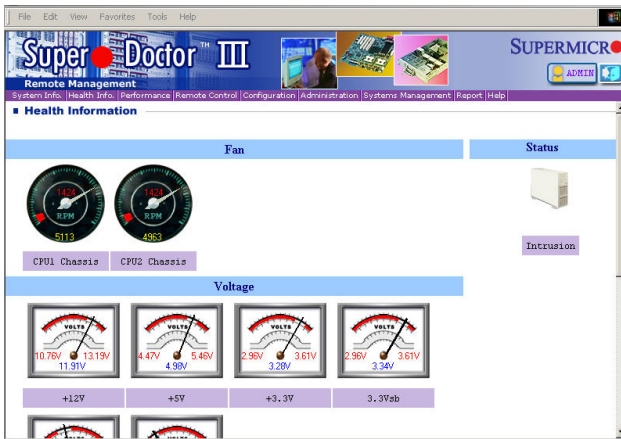 File Edit View Favorites Tools Help
Super Doctor™ III
SUPERMICR
Remote Management
ADMIN
System Info. Health Info. Performance Remote Control Configuration Administration Systems Management Report Help
Health Information
Fan
Status
1424
RPM
5113
1424
RPM
4963
CPU1 Chassis
CPU2 Chassis
Intrusion
Voltage
VOLTS
10.76V 13.19V
11.91V
VOLTS
4.47V 5.46V
4.98V
VOLTS
2.96V 3.61V
3.28V
VOLTS
2.96V 3.61V
3.34V
+12V
+5V
+3.3V
3.3Vsb